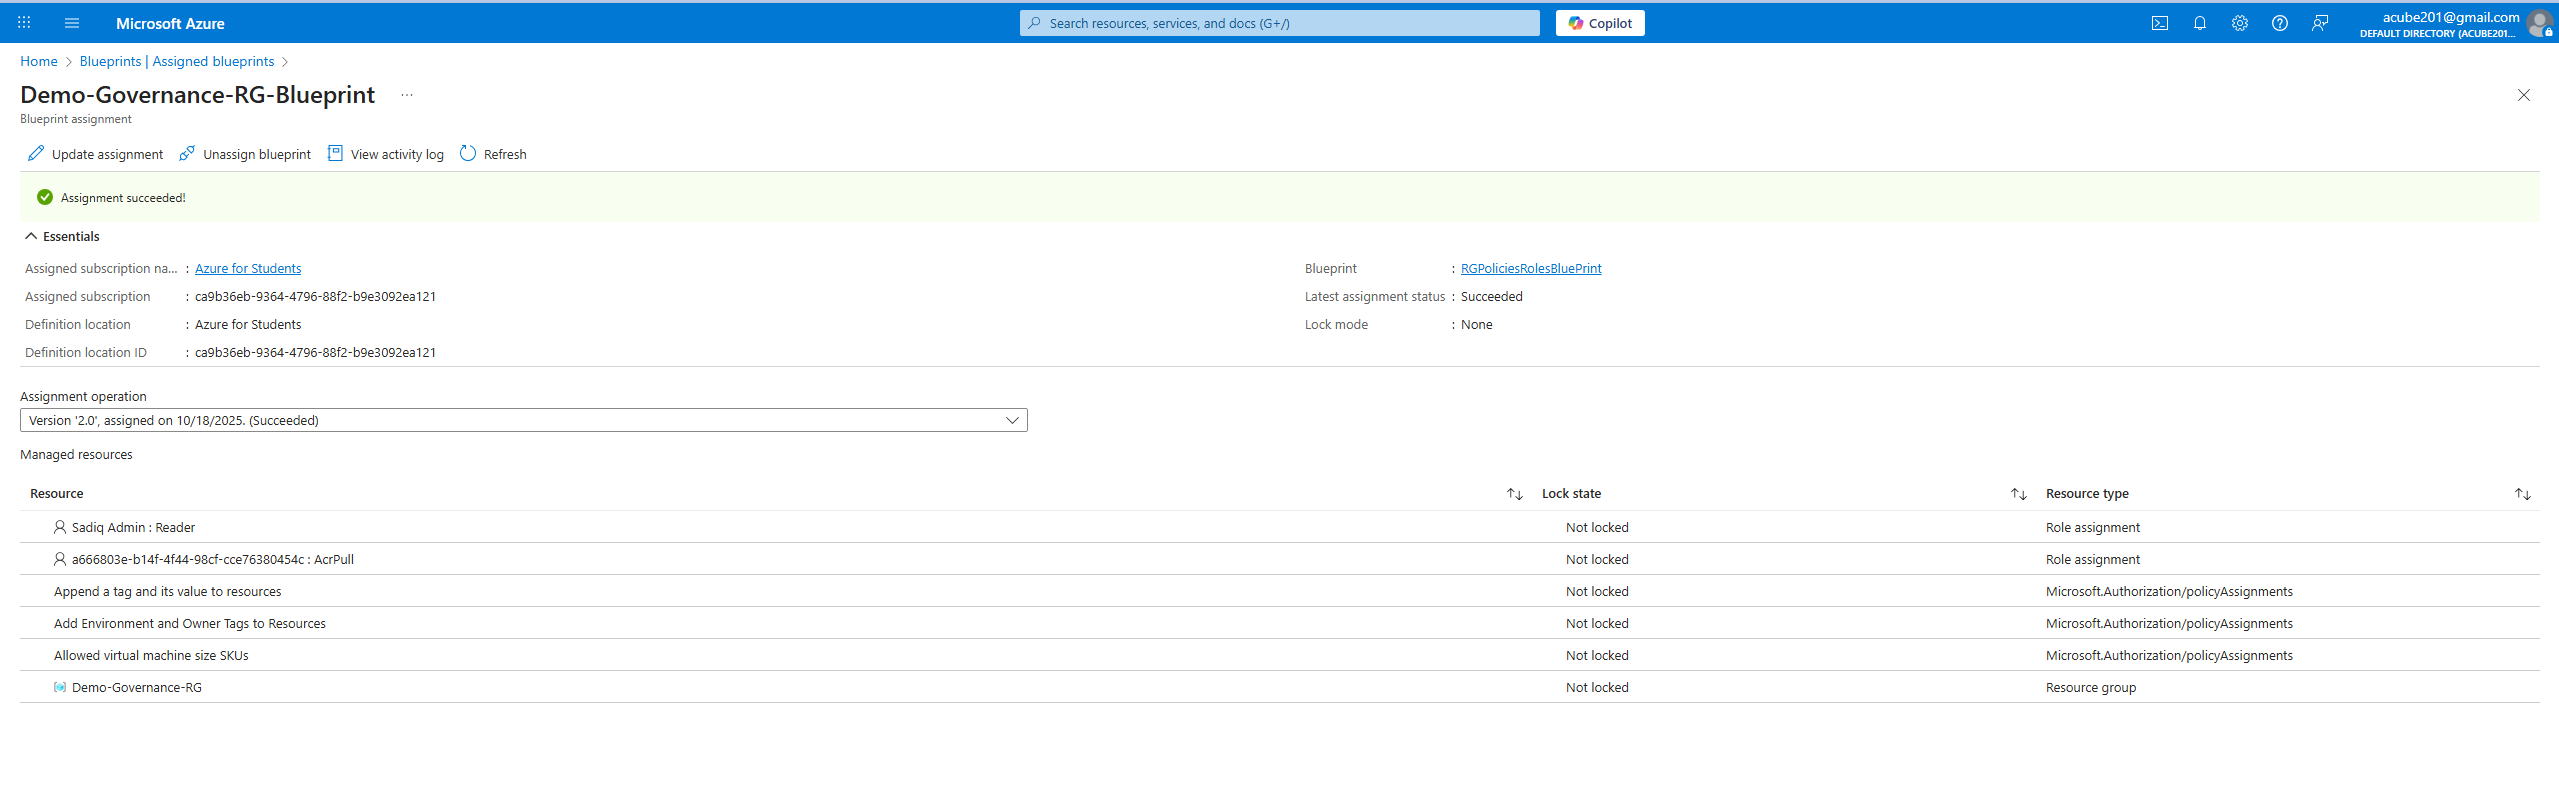 Microsoft Azure
Search resources, services, and docs (G+/)
Copilot
acube201@gmail.com
DEFAULT DIRECTORY (ACUBE201...
Home > Blueprints | Assigned blueprints >
Demo-Governance-RG-Blueprint ...
Blueprint assignment
Update assignment Unassign blueprint View activity log Refresh
Assignment succeeded!
Essentials
Assigned subscription na... : Azure for Students
Assigned subscription : ca9b36eb-9364-4796-88f2-b9e3092ea121
Definition location : Azure for Students
Definition location ID : ca9b36eb-9364-4796-88f2-b9e3092ea121
Blueprint : RGPoliciesRolesBluePrint
Latest assignment status : Succeeded
Lock mode : None
Assignment operation
Version '2.0', assigned on 10/18/2025. (Succeeded)
Managed resources
Resource Lock state Resource type
Sadiq Admin : Reader Not locked Role assignment
a666803e-b14f-4f44-98cf-cce76380454c : AcrPull Not locked Role assignment
Append a tag and its value to resources Not locked Microsoft.Authorization/policyAssignments
Add Environment and Owner Tags to Resources Not locked Microsoft.Authorization/policyAssignments
Allowed virtual machine size SKUs Not locked Microsoft.Authorization/policyAssignments
Demo-Governance-RG Not locked Resource group